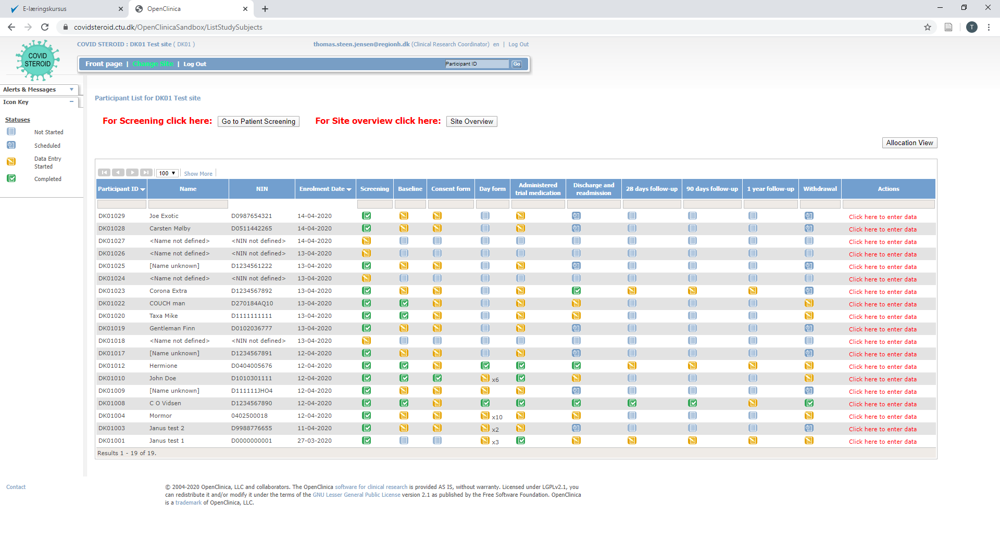 E-læringskursus
OpenClinica
covidsteroid.ctu.dk/OpenClinicaSandbox/ListStudySubjects
T
COVID STEROID
COVID STEROID : DK01 Test site ( DK01 )
thomas.steen.jensen@regionh.dk (Clinical Research Coordinator) en | Log Out
Front page | Change Site | Log Out
Participant ID Go
Alerts & Messages
Icon Key
Statuses
Not Started
Scheduled
Data Entry Started
Completed
Participant List for DK01 Test site
For Screening click here: Go to Patient Screening For Site overview click here: Site Overview
Allocation View
100 Show More
Participant ID Name NIN Enrolment Date Screening Baseline Consent form Day form Administered trial medication Discharge and readmission 28 days follow-up 90 days follow-up 1 year follow-up Withdrawal Actions
DK01029 Joe Exotic D0987654321 14-04-2020 Click here to enter data
DK01028 Carsten Mølby D0511442265 14-04-2020 Click here to enter data
DK01027 <Name not defined> <NIN not defined> 14-04-2020 Click here to enter data
DK01026 <Name not defined> <NIN not defined> 13-04-2020 Click here to enter data
DK01025 [Name unknown] D1234561222 13-04-2020 Click here to enter data
DK01024 <Name not defined> <NIN not defined> 13-04-2020 Click here to enter data
DK01023 Corona Extra D1234567892 13-04-2020 Click here to enter data
DK01022 COUCH man D270184AQ10 13-04-2020 Click here to enter data
DK01020 Taxa Mike D1111111111 13-04-2020 Click here to enter data
DK01019 Gentleman Finn D0102036777 13-04-2020 Click here to enter data
DK01018 <Name not defined> <NIN not defined> 13-04-2020 Click here to enter data
DK01017 [Name unknown] D1234567891 12-04-2020 Click here to enter data
DK01012 Hermione D0404005676 12-04-2020 Click here to enter data
DK01010 John Doe D1010301111 12-04-2020 x6 Click here to enter data
DK01009 [Name unknown] D111111JHO4 12-04-2020 Click here to enter data
DK01008 C O Vidsen D1234567890 12-04-2020 Click here to enter data
DK01004 Mormor 0402500018 12-04-2020 x10 Click here to enter data
DK01003 Janus test 2 D9988776655 11-04-2020 x2 Click here to enter data
DK01001 Janus test 1 D0000000001 27-03-2020 x3 Click here to enter data
Results 1 - 19 of 19.
Contact
© 2004-2020 OpenClinica, LLC and collaborators. The OpenClinica software for clinical research is provided AS IS, without warranty. Licensed under LGPLv2.1, you
can redistribute it and/or modify it under the terms of the GNU Lesser General Public License version 2.1 as published by the Free Software Foundation. OpenClinica
is a trademark of OpenClinica, LLC.